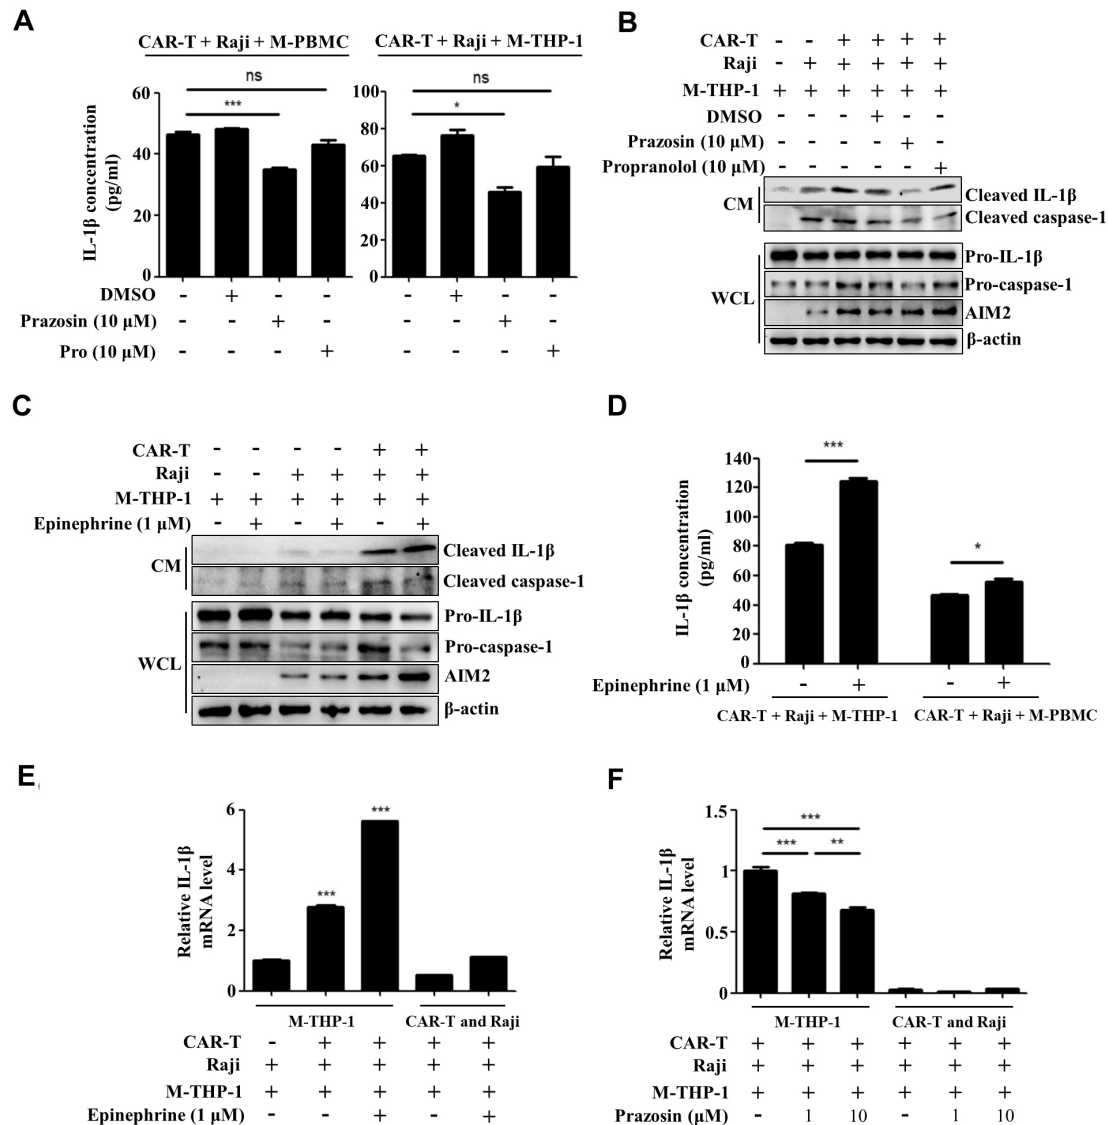 A
CAR-T + Raji + M-PBMC
CAR-T + Raji + M-THP-1
IL-1β concentration
(pg/ml)
60
40
20
0
ns
***
100
80
60
40
20
0
ns
*
DMSO - + - - - + - -
Prazosin (10 μM) - - + - - - + -
Pro (10 μM) - - - + - - - +
B
CAR-T - - + + + +
Raji - + + + + +
M-THP-1 + + + + + +
DMSO - - - + - -
Prazosin (10 μM) - - - - + -
Propranolol (10 μM) - - - - - +
CM
Cleaved IL-1β
Cleaved caspase-1
WCL
Pro-IL-1β
Pro-caspase-1
AIM2
β-actin
C
CAR-T - - - - + +
Raji - - + + + +
M-THP-1 + + + + + +
Epinephrine (1 μM) - + - + - +
CM
Cleaved IL-1β
Cleaved caspase-1
WCL
Pro-IL-1β
Pro-caspase-1
AIM2
β-actin
D
IL-1β concentration
(pg/ml)
140
120
100
80
60
40
20
0
***
*
Epinephrine (1 μM) - + - +
CAR-T + Raji + M-THP-1
CAR-T + Raji + M-PBMC
E
Relative IL-1β
mRNA level
6
4
2
0
***
***
M-THP-1
CAR-T and Raji
CAR-T - + + + +
Raji + + + + +
M-THP-1 + + + + +
Epinephrine (1 μM) - - + - +
F
Relative IL-1β
mRNA level
1.5
1
0.5
0
***
***
**
M-THP-1
CAR-T and Raji
CAR-T + + + + + +
Raji + + + + + +
M-THP-1 + + + + + +
Prazosin (μM) - 1 10 - 1 10